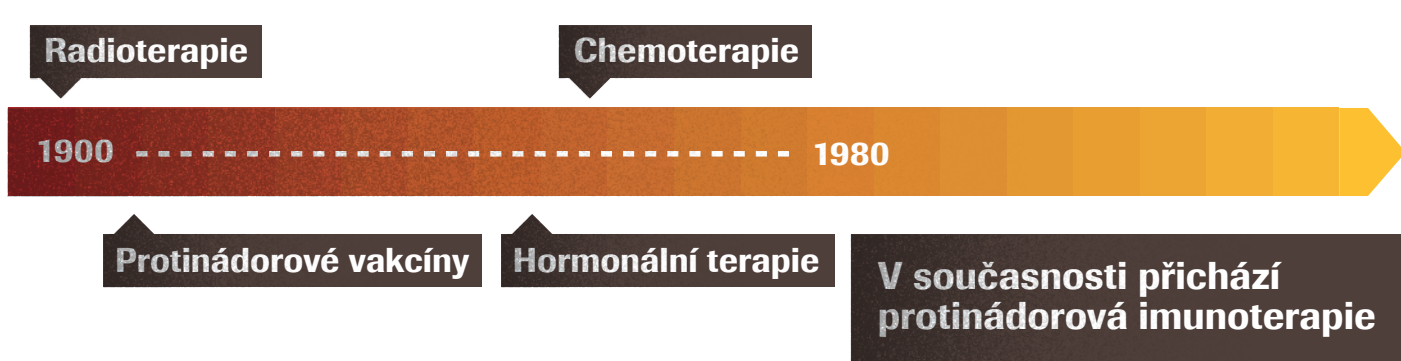 Radioterapie
Chemoterapie
1900
1980
Protinádorové vakcíny
Hormonální terapie
V současnosti přichází
protinádorová imunoterapie